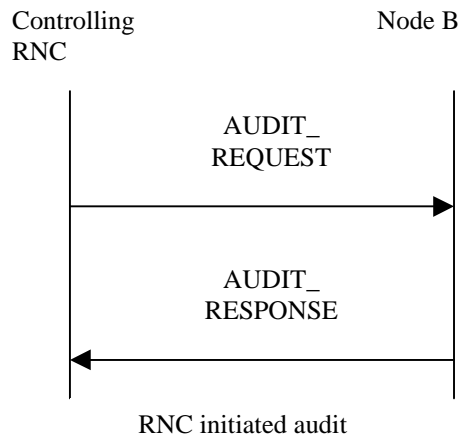 Controlling
RNC
Node B
AUDIT_
REQUEST
AUDIT_
RESPONSE
RNC initiated audit